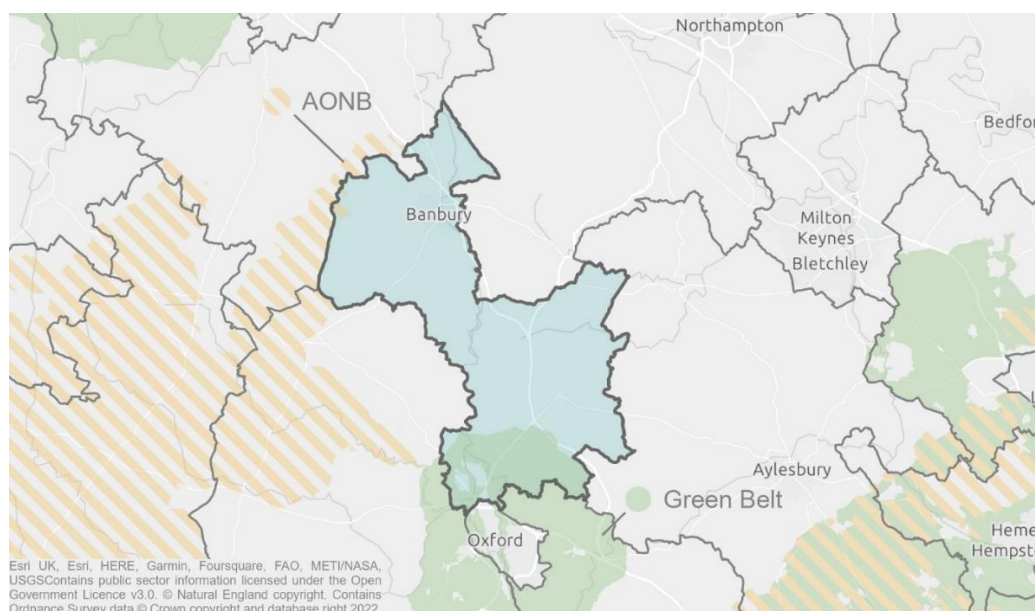 Northampton
AONB
Bedfor
Banbury
Milton
Keynes
Bletchley
Aylesbury
Green Belt
Oxford
Heme
Hempst
L
Esri UK, Esri, HERE, Garmin, Foursquare, FAO, METI/NASA,
USGSContains public sector information licensed under the Open
Government Licence v3.0. © Natural England copyright. Contains
Ordnance Survey data © Crown copyright and database right 2022